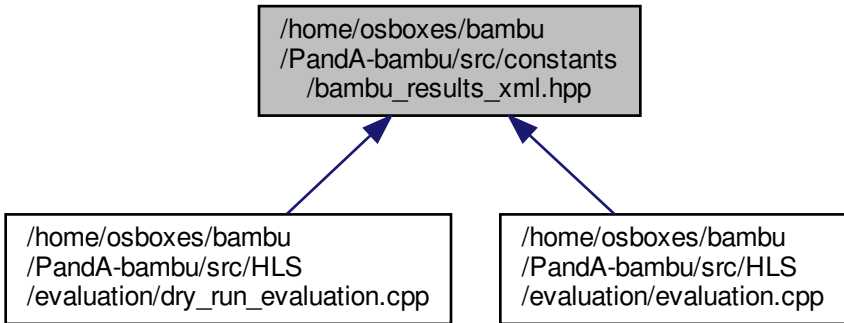 /home/osboxes/bambu
/PandA-bambu/src/constants
/bambu_results_xml.hpp
/home/osboxes/bambu
/PandA-bambu/src/HLS
/evaluation/dry_run_evaluation.cpp
/home/osboxes/bambu
/PandA-bambu/src/HLS
/evaluation/evaluation.cpp